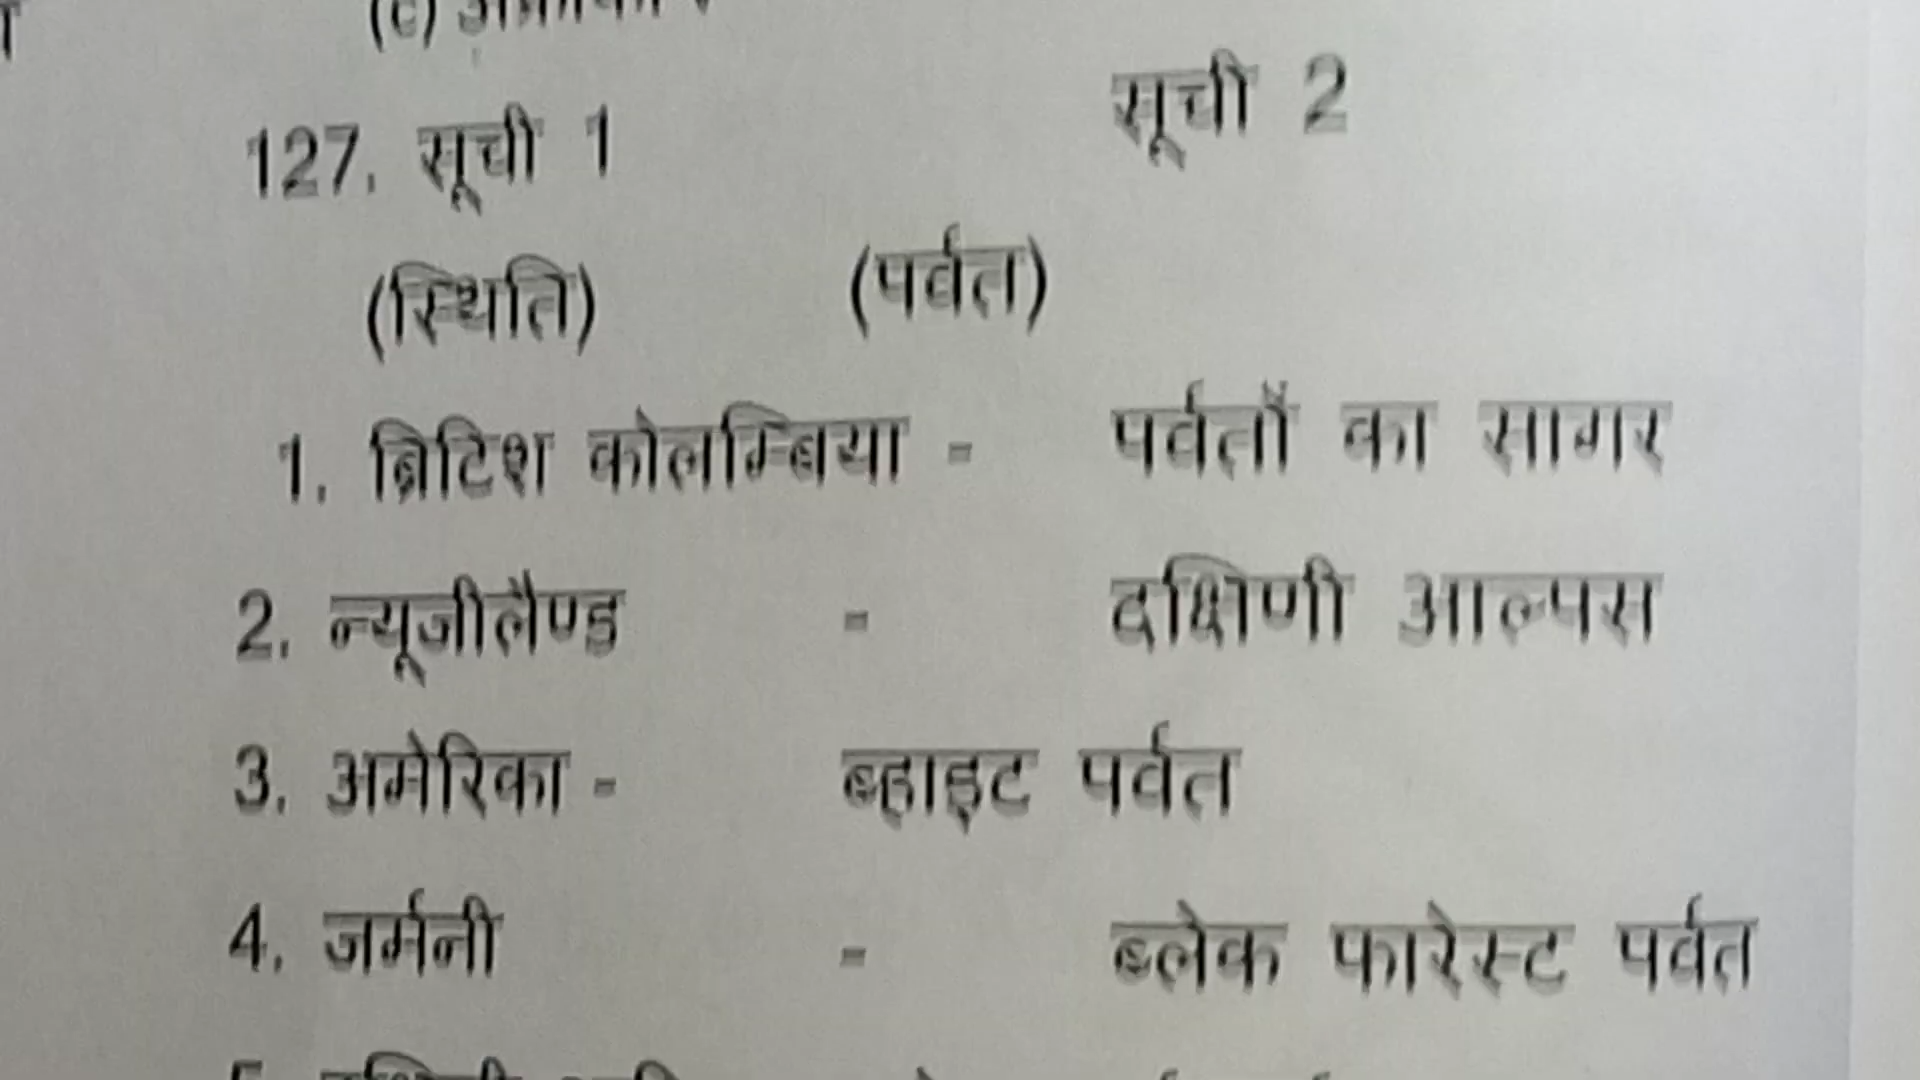 127. सूची 1 सूची 2
(स्थिति) (पर्वत)
1. ब्रिटिश कोलम्बिया - पर्वतों का सागर
2. न्यूजीलैण्ड - दक्षिणी आल्पस
3. अमेरिका - ब्हाइट पर्वत
4. जर्मनी - ब्लेक फारेस्ट पर्वत